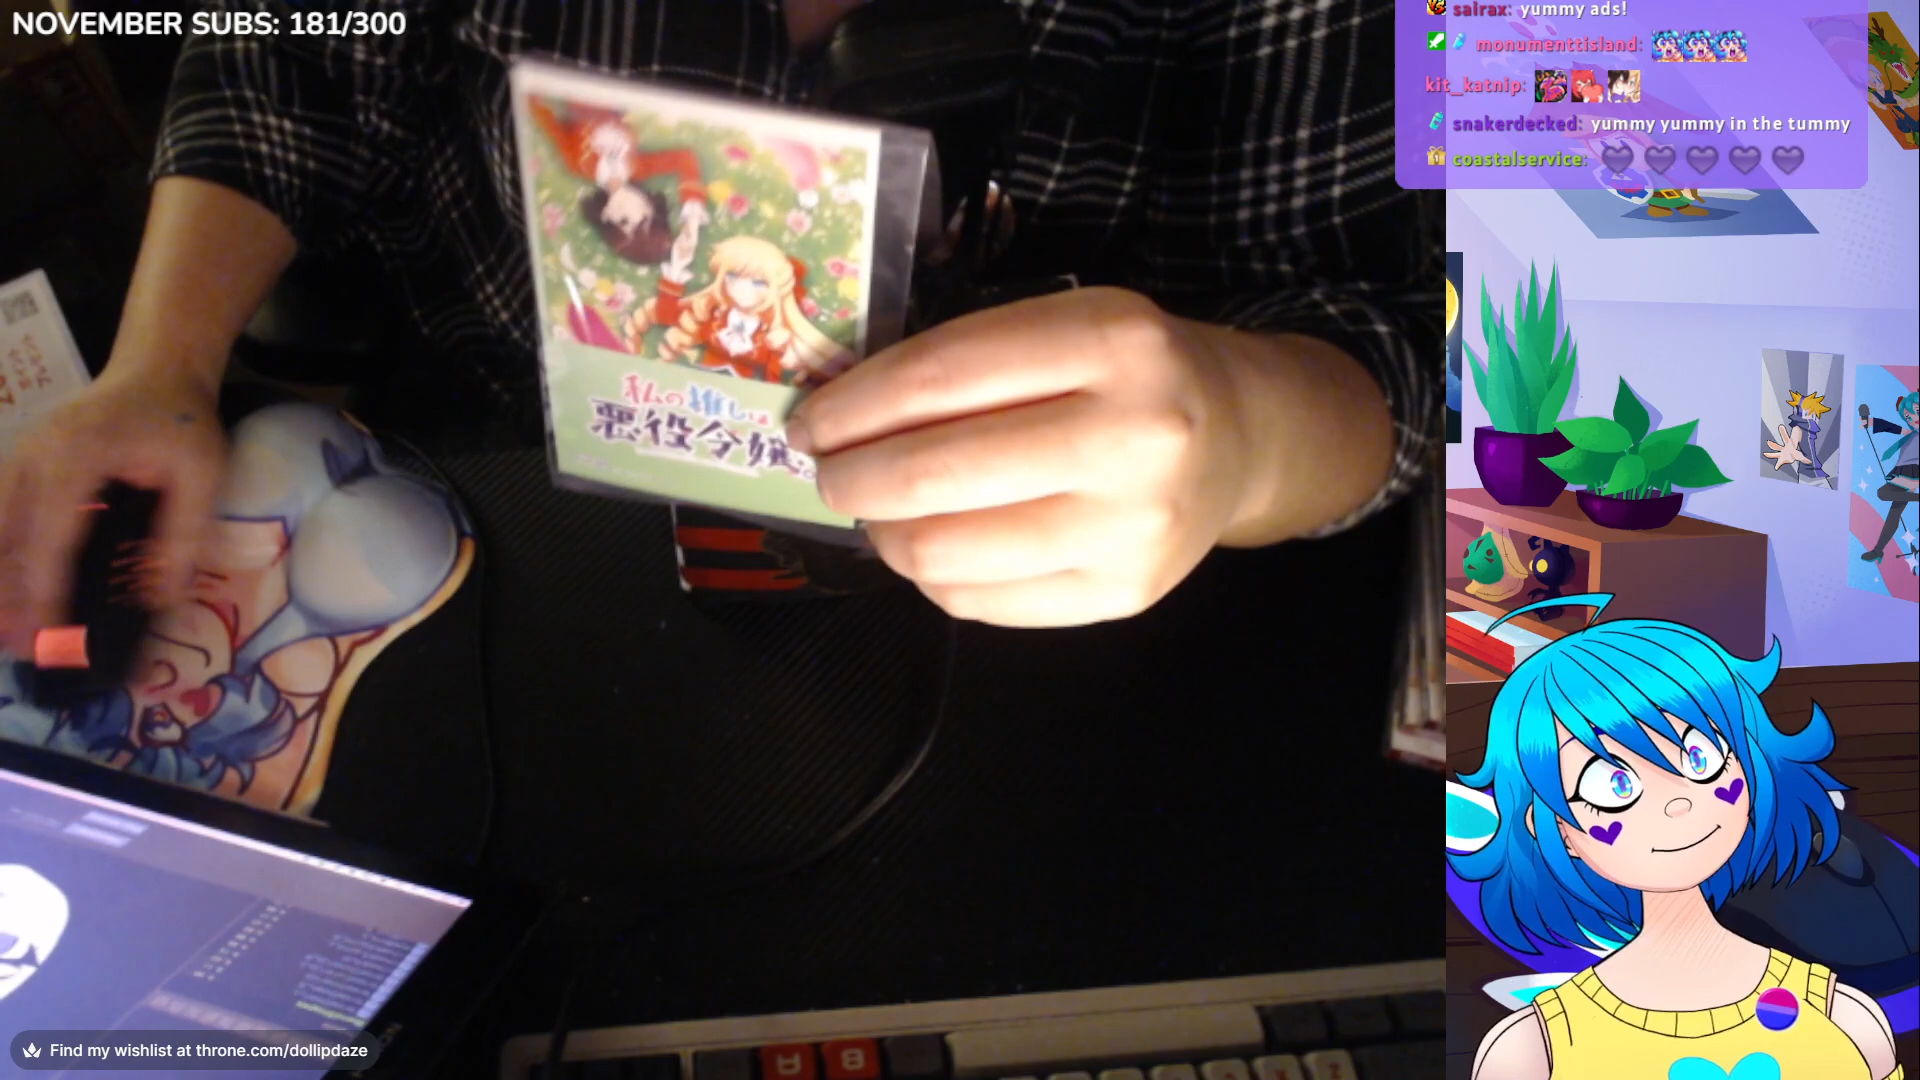 NOVEMBER SUBS: 181/300
sairax: yummy ads!
monumenttisland:
kit_katnip:
snakerdecked: yummy yummy in the tummy
coastalservice:
私の推しは
悪役令嬢。
Find my wishlist at throne.com/dollipdaze